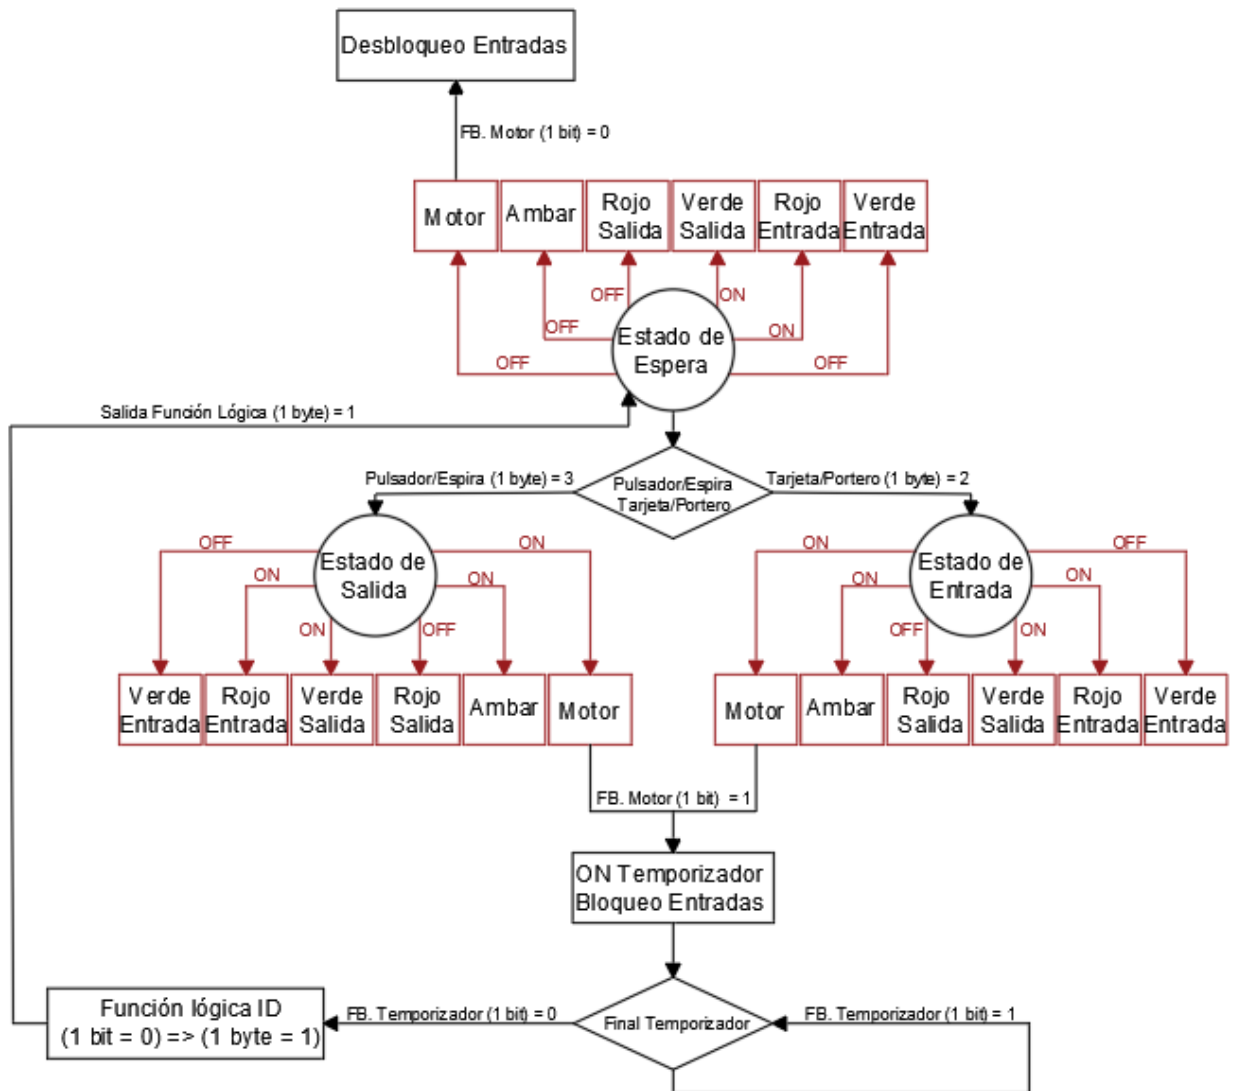 Desbloqueo Entradas
FB. Motor (1 bit) = 0
Motor
Ambar
Rojo
Salida
Verde
Salida
Rojo
Entrada
Verde
Entrada
OFF
ON
OFF
ON
OFF
OFF
Estado de
Espera
Salida Función Lógica (1 byte) = 1
Pulsador/Espira (1 byte) = 3
Pulsador/Espira
Tarjeta/Portero
Tarjeta/Portero (1 byte) = 2
OFF
ON
ON
ON
ON
OFF
Estado de
Salida
Verde
Entrada
Rojo
Entrada
Verde
Salida
Rojo
Salida
Ambar
Motor
ON
OFF
ON
ON
OFF
ON
Estado de
Entrada
Motor
Ambar
Rojo
Salida
Verde
Salida
Rojo
Entrada
Verde
Entrada
FB. Motor (1 bit) = 1
ON Temporizador
Bloqueo Entradas
Función lógica ID
(1 bit = 0) => (1 byte = 1)
FB. Temporizador (1 bit) = 0
Final Temporizador
FB. Temporizador (1 bit) = 1